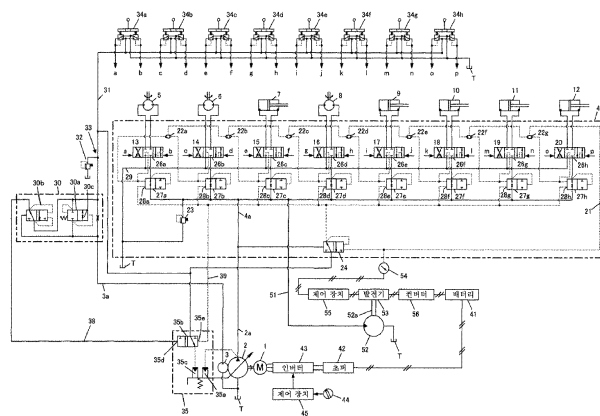 34a 34b 34c 34d 34e 34f 34g 34h
a b c d e f g h i j k l m n o p T
31
5 6 7 8 9 10 11 12
4
32 33
22a 22b 22c 22d 22e 22f 22g
13 14 15 16 17 18 19 20
a b c d e f g h i j k l m n o p
26a 26b 26c 26d 26e 26f 26g 26h
29
30b 30 30a 30c
28a 27a 28b 27b 28c 27c 28d 27d 28e 27e 28f 27f 28g 27g 28h 27h
21
23
4a
24
T 39
54
3a
51
제어 장치 발전기 컨버터 배터리
55 52a 53 56 41
38
2a
52
T
35b 35e
35d
3 2 1 43 42
인버터 초퍼
35c
35a
35 T
제어 장치 44
45